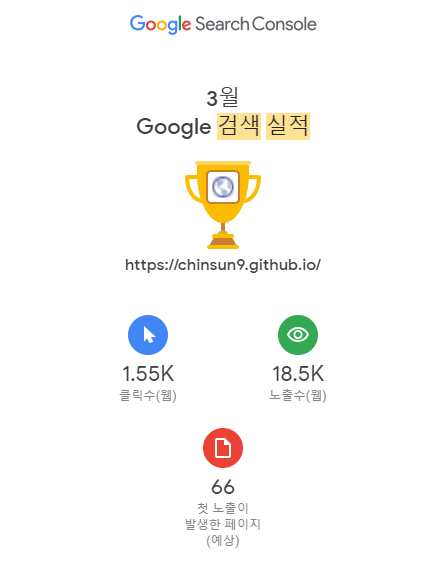 Google Search Console
3월
Google 검색 실적
https://chinsun9.github.io/
1.55K
클릭수(웹)
18.5K
노출수(웹)
66
첫 노출이
발생한 페이지
(예상)